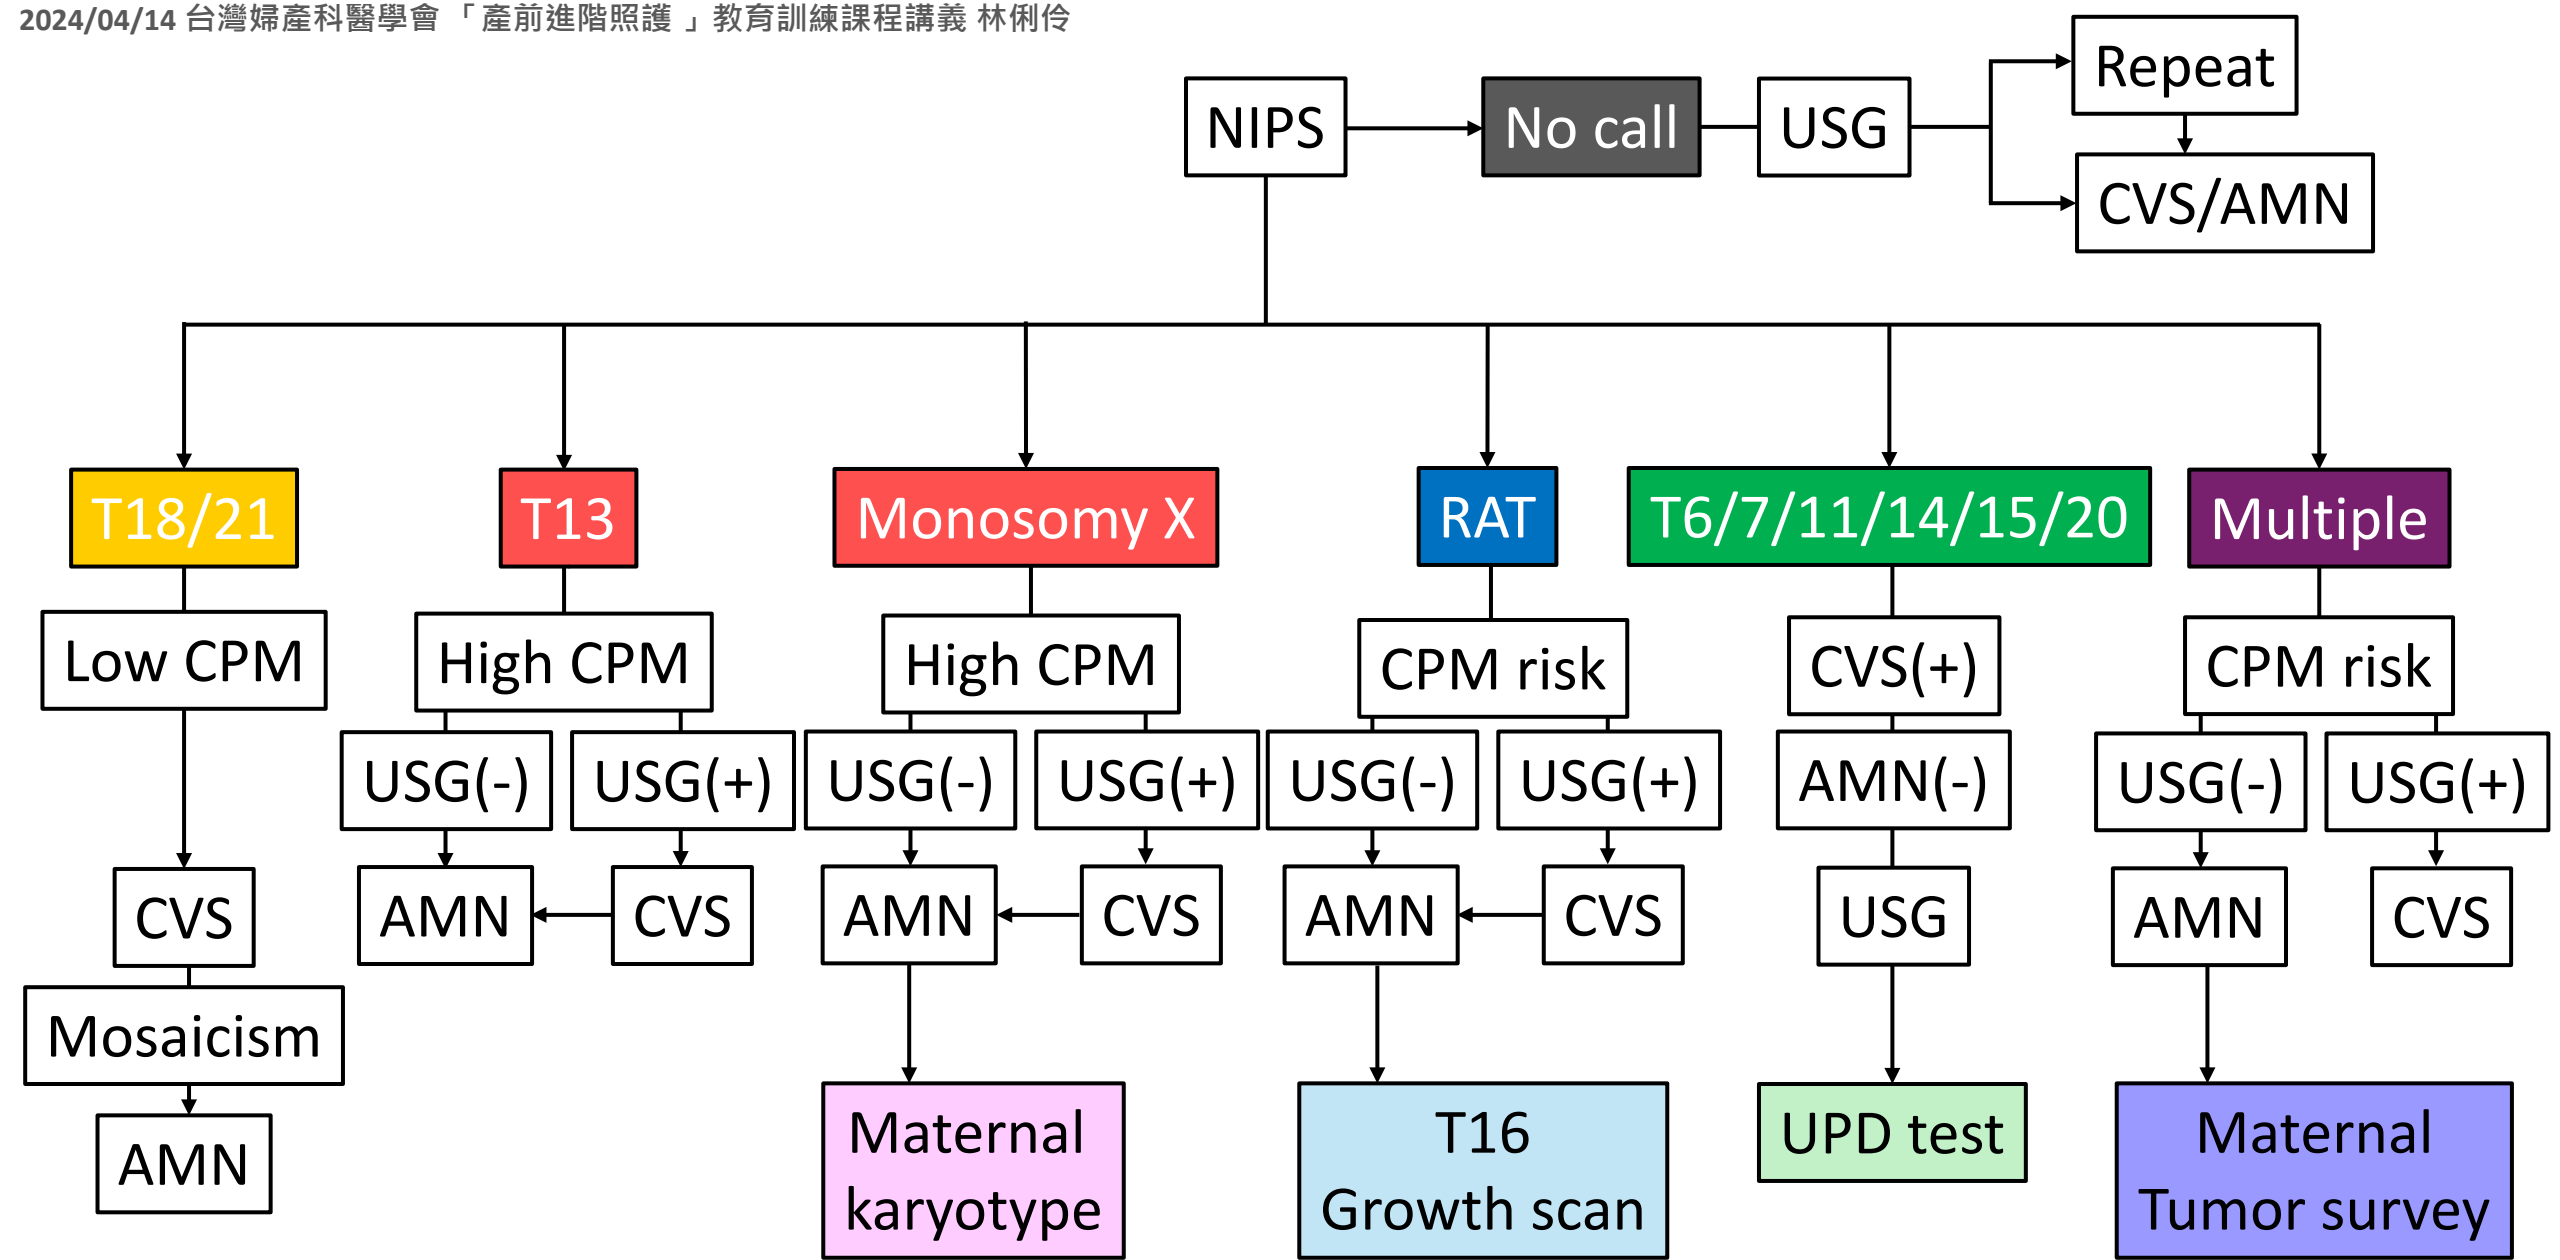 2024/04/14 台灣婦產科醫學會 「產前進階照護 」教育訓練課程講義 林俐伶
NIPS
No call
USG
Repeat
CVS/AMN
T18/21
T13
Monosomy X
RAT
T6/7/11/14/15/20
Multiple
Low CPM
High CPM
High CPM
CPM risk
CVS(+)
CPM risk
USG(-)
USG(+)
USG(-)
USG(+)
USG(-)
USG(+)
AMN(-)
USG(-)
USG(+)
CVS
AMN
CVS
AMN
CVS
AMN
CVS
USG
AMN
CVS
Mosaicism
AMN
Maternal
karyotype
T16
Growth scan
UPD test
Maternal
Tumor survey